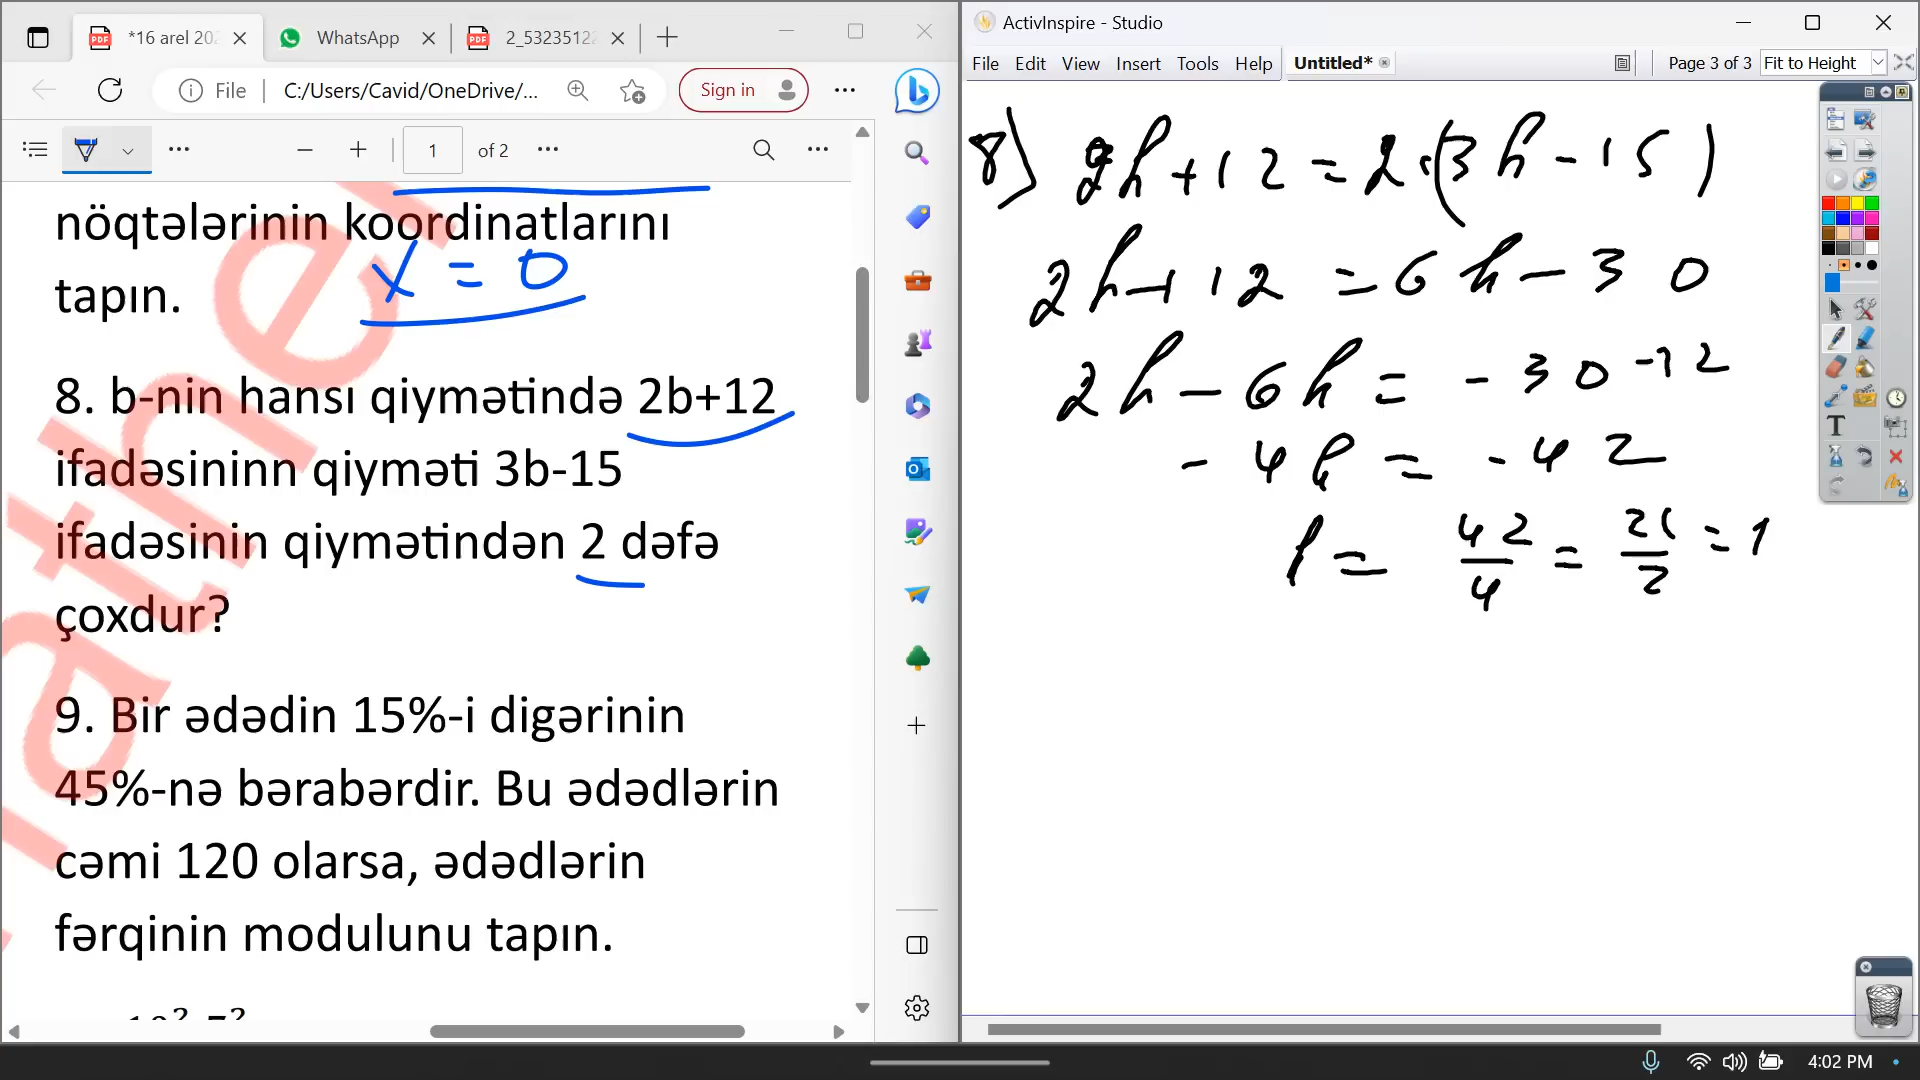 *16 arel 202
WhatsApp
2_53235122
File
C:/Users/Cavid/OneDrive/...
Sign in
1 of 2
nöqtələrinin koordinatlarını
tapın.
x = 0
8. b-nin hansı qiymətində 2b+12
ifadəsininn qiyməti 3b-15
ifadəsinin qiymətindən 2 dəfə
çoxdur?
9. Bir ədədin 15%-i digərinin
45%-nə bərabərdir. Bu ədədlərin
cəmi 120 olarsa, ədədlərin
fərqinin modulunu tapın.
ActivInspire - Studio
File Edit View Insert Tools Help
Untitled*
Page 3 of 3
Fit to Height
8) 2b+12=2·(3b-15)
2b+12=6b-30
2b-6b=-30-12
-4b=-42
b=42/4=21/2=1
4:02 PM